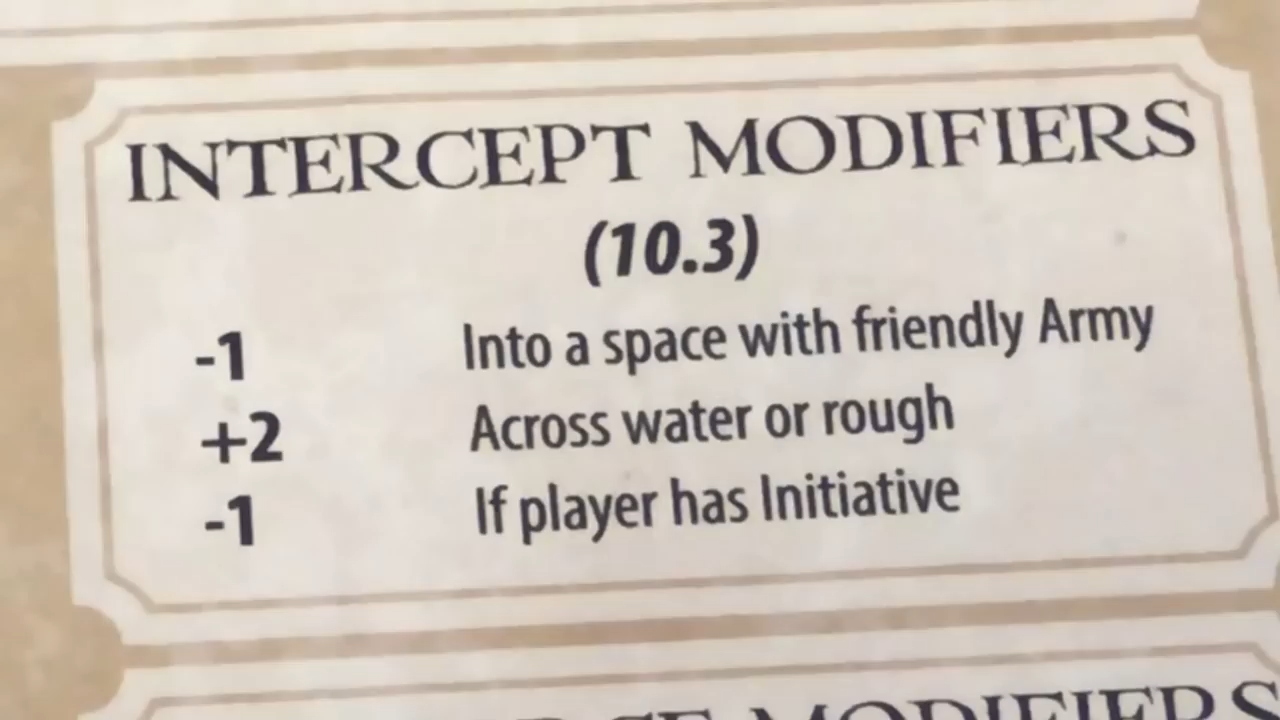 INTERCEPT MODIFIERS
(10.3)
-1 Into a space with friendly Army
+2 Across water or rough
-1 If player has Initiative
MODIFIERS